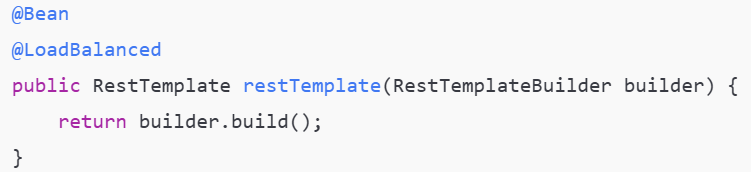 @Bean
@LoadBalanced
public RestTemplate restTemplate(RestTemplateBuilder builder) {
    return builder.build();
}